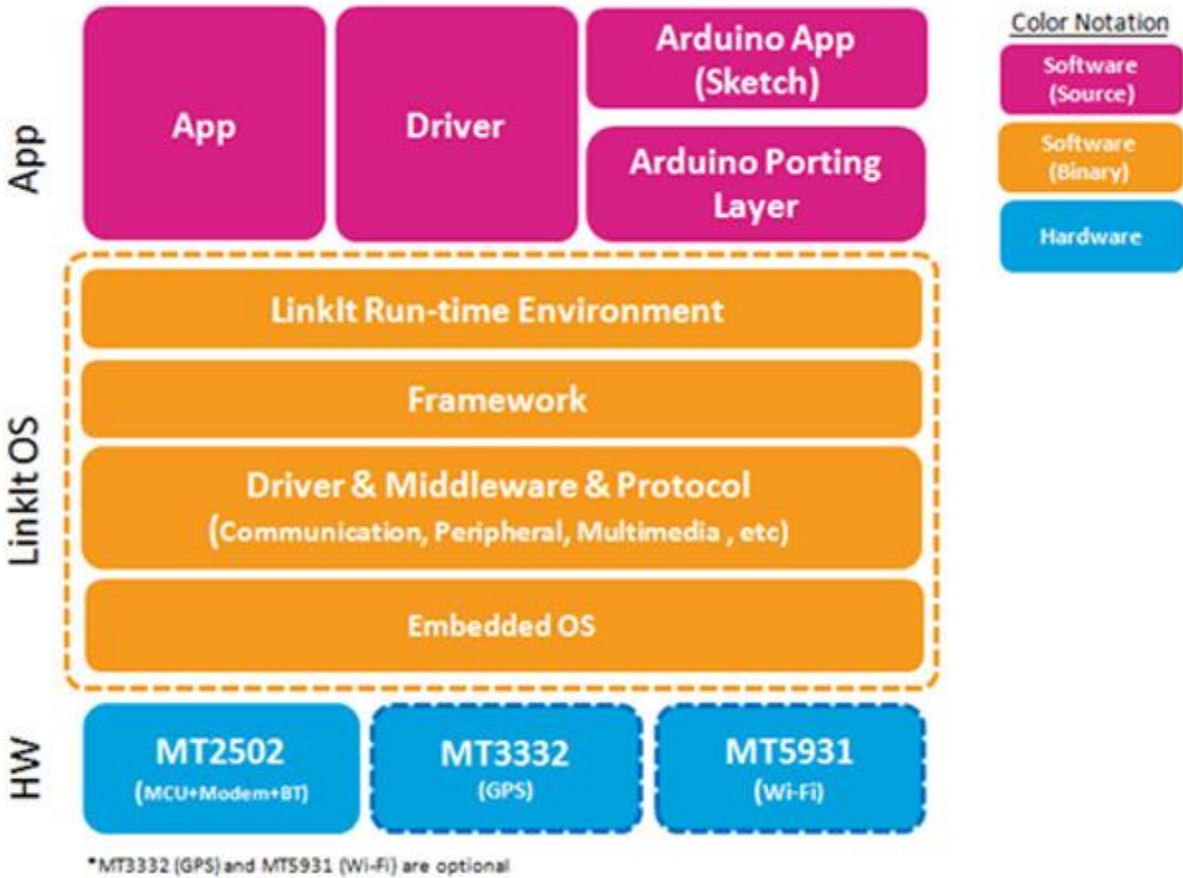 App
App
Driver
Arduino App
(Sketch)
Arduino Porting
Layer
Color Notation
Software
(Source)
Software
(Binary)
Hardware
LinkIt OS
LinkIt Run-time Environment
Framework
Driver & Middleware & Protocol
(Communication, Peripheral, Multimedia , etc)
Embedded OS
HW
MT2502
(MCU+Modem+BT)
MT3332
(GPS)
MT5931
(Wi-Fi)
*MT3332 (GPS) and MT5931 (Wi-Fi) are optional